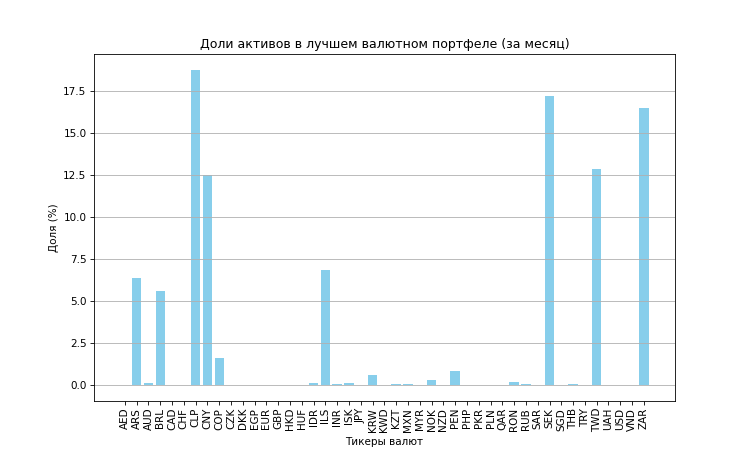 Доли активов в лучшем валютном портфеле (за месяц)
Доля (%)
17.5
15.0
12.5
10.0
7.5
5.0
2.5
0.0
AED ARS AUD BRL CAD CHF CLP CNY COP CZK DKK EGP EUR GBP HKD HUF IDR ILS INR ISK JPY KRW KWD KZT MXN MYR NOK NZD PEN PHP PKR PLN QAR RON RUB SAR SEK SGD THB TRY TWD UAH USD VND ZAR
Тикеры валют